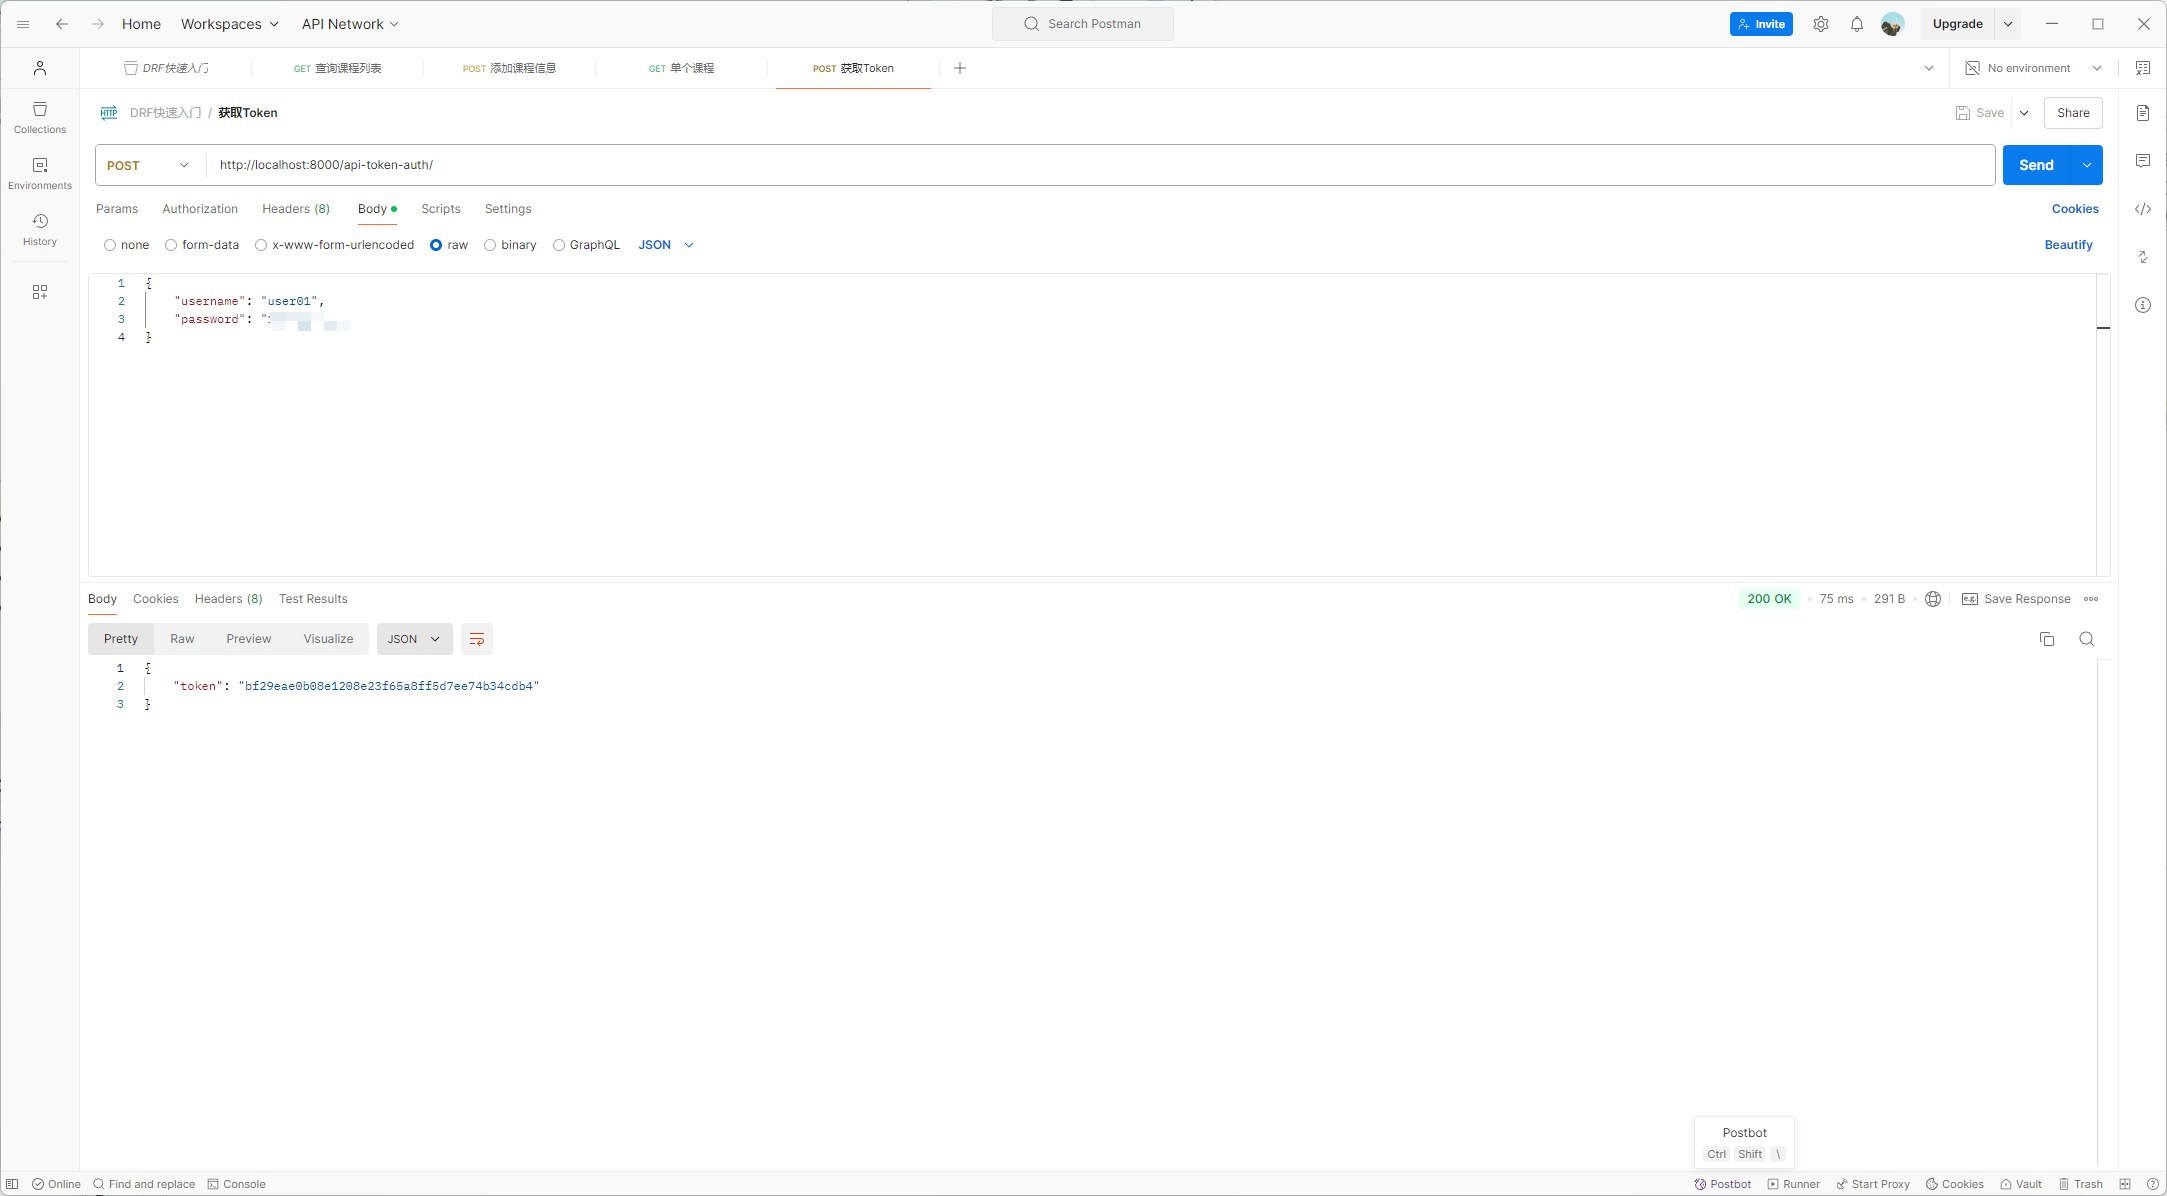 Home Workspaces API Network Search Postman Invite Upgrade
DRF快速入门 GET 查询课程列表 POST 添加课程信息 GET 单个课程 POST 获取Token No environment
HTTP DRF快速入门 / 获取Token Save Share
Collections
POST http://localhost:8000/api-token-auth/ Send
Environments
Params Authorization Headers (8) Body Scripts Settings Cookies
History
none form-data x-www-form-urlencoded raw binary GraphQL JSON Beautify
1 {
2 "username": "user01",
3 "password": "
4 }
Body Cookies Headers (8) Test Results 200 OK 75 ms 291 B e.g. Save Response
Pretty Raw Preview Visualize JSON
1 {
2 "token": "bf29eae0b08e1208e23f65a8ff5d7ee74b34cdb4"
3 }
Postbot
Ctrl Shift \
Online Find and replace Console Postbot Runner Start Proxy Cookies Vault Trash